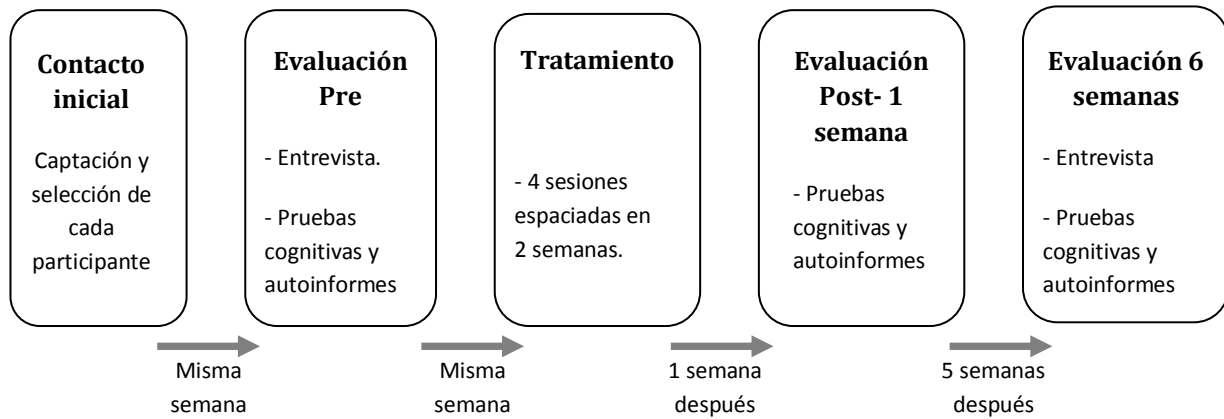 Contacto
inicial
Captación y
selección de
cada
participante
Evaluación
Pre
- Entrevista.
- Pruebas
cognitivas y
autoinformes
Tratamiento
- 4 sesiones
espaciadas en
2 semanas.
Evaluación
Post- 1
semana
- Pruebas
cognitivas y
autoinformes
Evaluación 6
semanas
- Entrevista
- Pruebas
cognitivas y
autoinformes
Misma
semana
Misma
semana
1 semana
después
5 semanas
después